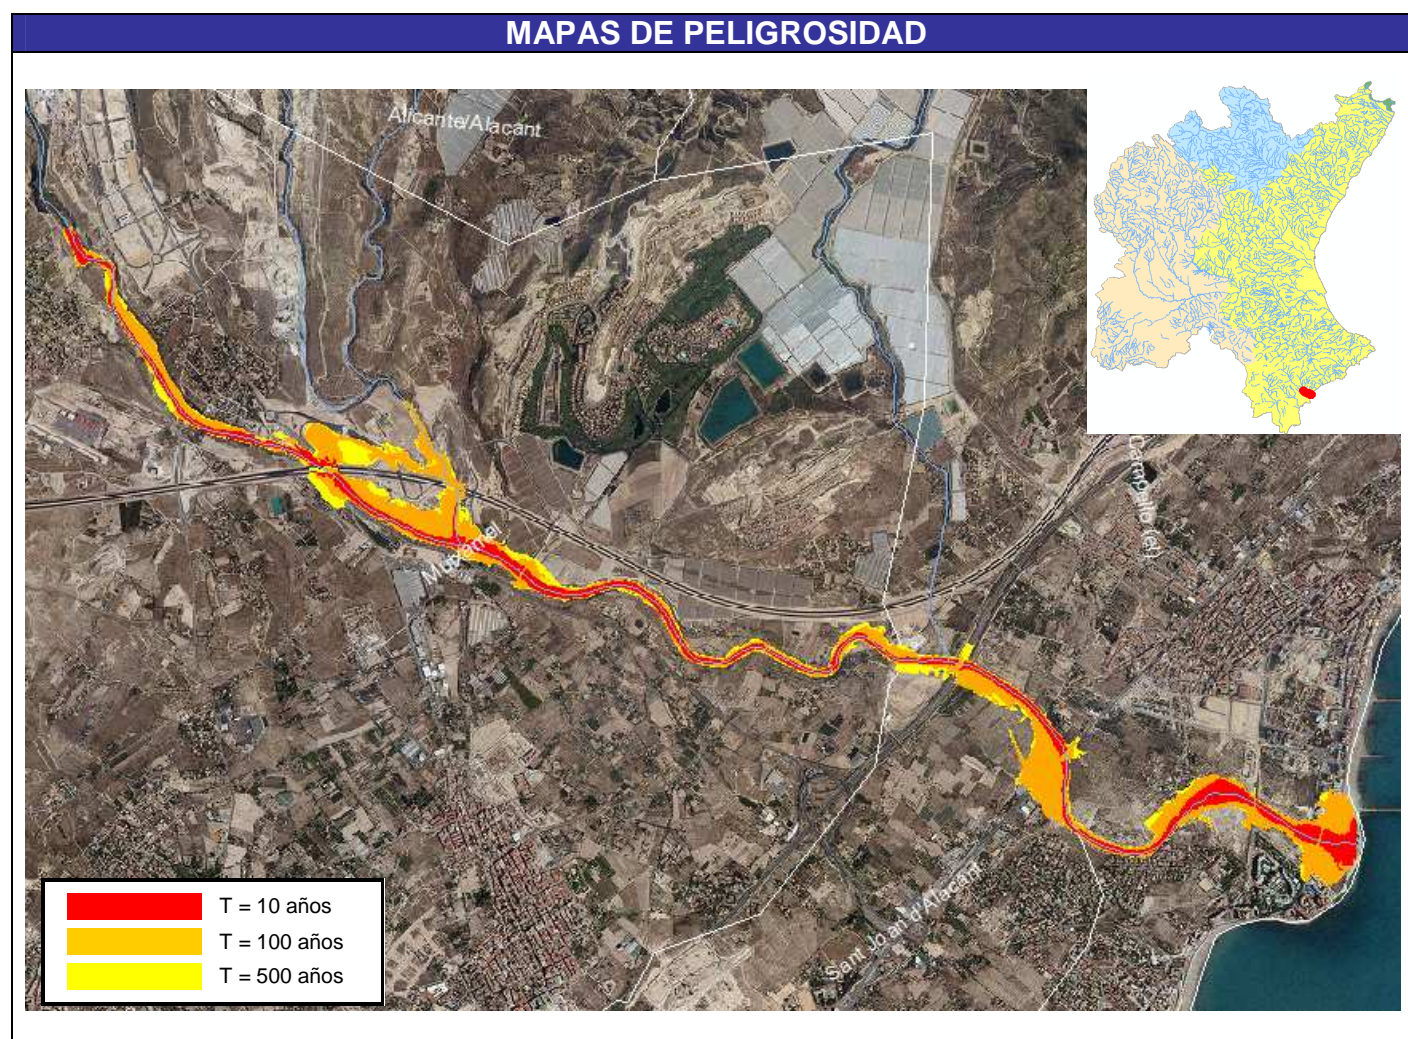 MAPAS DE PELIGROSIDAD
Alicante/Alacant
Mutxamel
Campello (el)
Sant Joan d'Alacant
T = 10 años
T = 100 años
T = 500 años